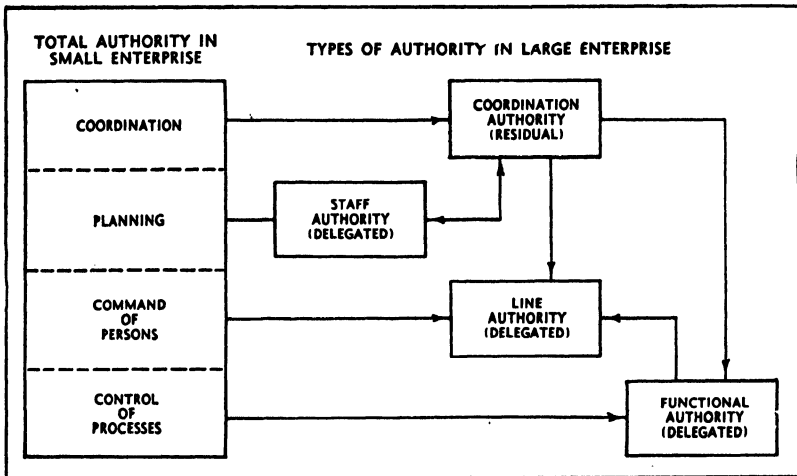 TOTAL AUTHORITY IN
SMALL ENTERPRISE
TYPES OF AUTHORITY IN LARGE ENTERPRISE
COORDINATION
COORDINATION
AUTHORITY
(RESIDUAL)
PLANNING
STAFF
AUTHORITY
(DELEGATED)
COMMAND
OF
PERSONS
LINE
AUTHORITY
(DELEGATED)
CONTROL
OF
PROCESSES
FUNCTIONAL
AUTHORITY
(DELEGATED)